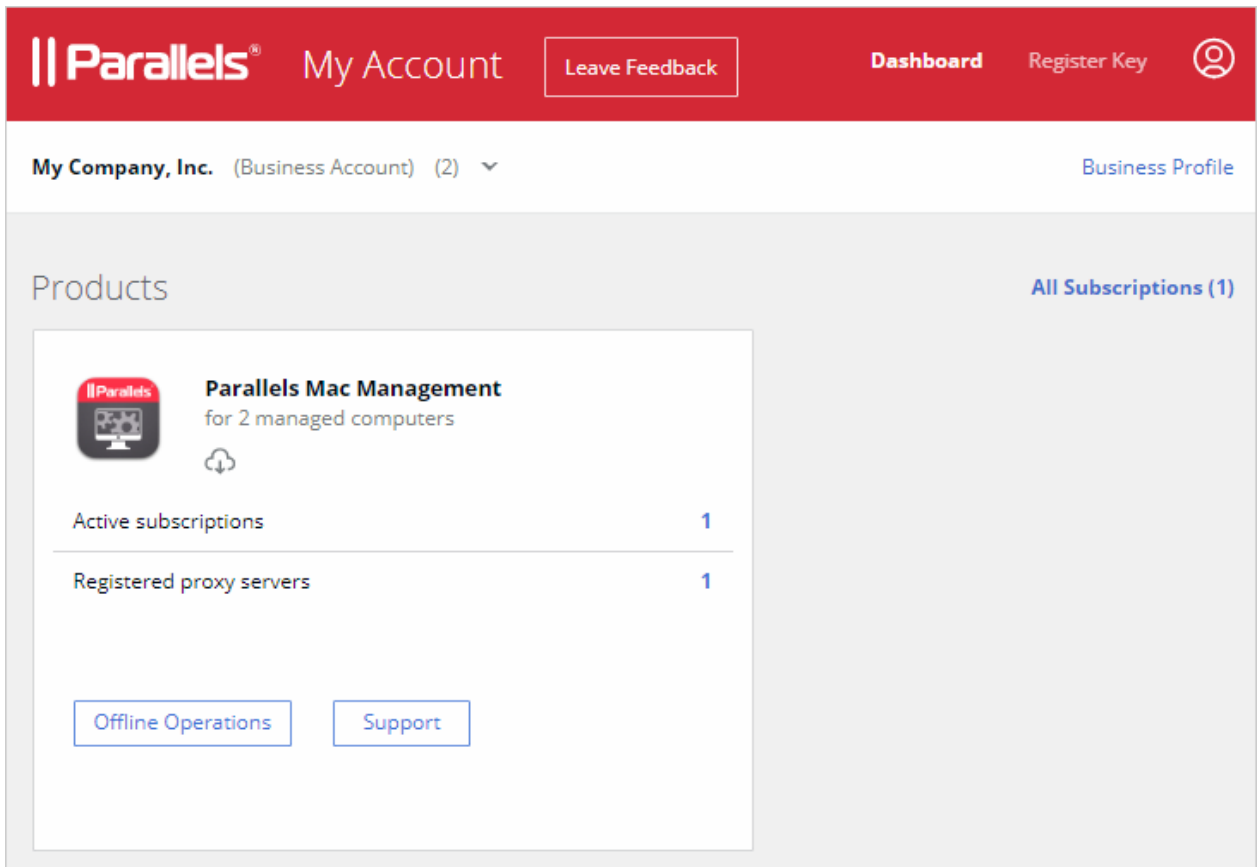 Parallels® My Account Leave Feedback Dashboard Register Key
My Company, Inc. (Business Account) (2) Business Profile
Products All Subscriptions (1)
Parallels
Parallels Mac Management
for 2 managed computers
Active subscriptions 1
Registered proxy servers 1
Offline Operations Support